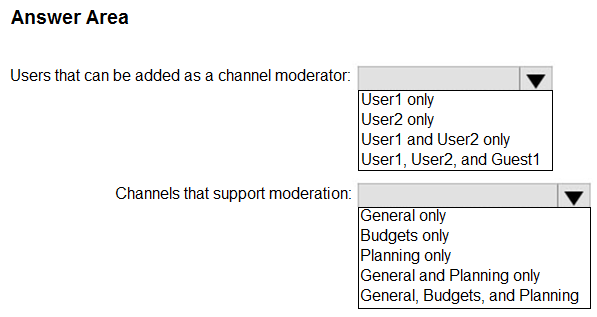 Answer Area
Users that can be added as a channel moderator:
User1 only
User2 only
User1 and User2 only
User1, User2, and Guest1
Channels that support moderation:
General only
Budgets only
Planning only
General and Planning only
General, Budgets, and Planning